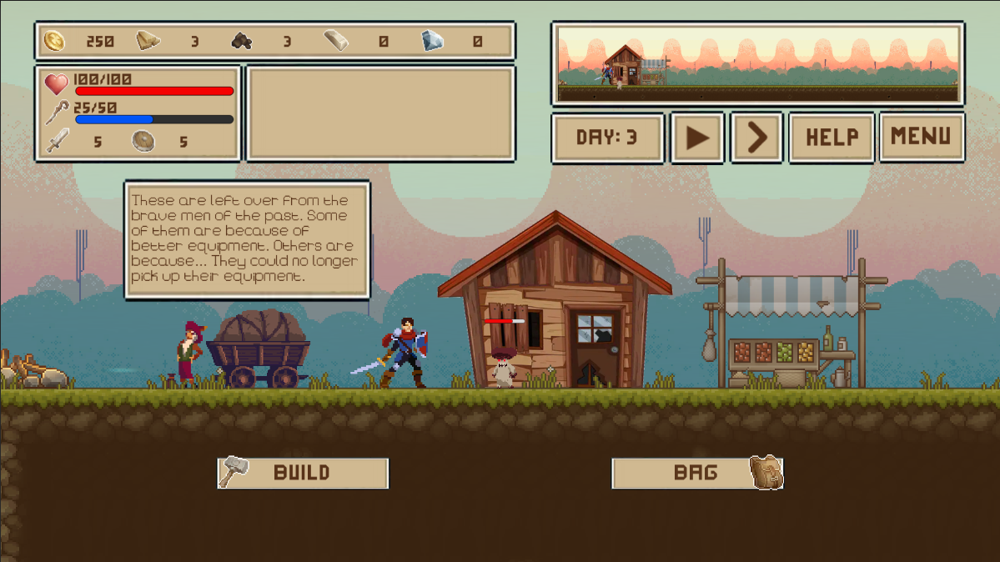 250 3 3 0 0
100/100
25/50
5 5
DAY: 3 HELP MENU
These are left over from the
brave men of the past. Some
of them are because of
better equipment. Others are
because... They could no longer
pick up their equipment.
BUILD BAG